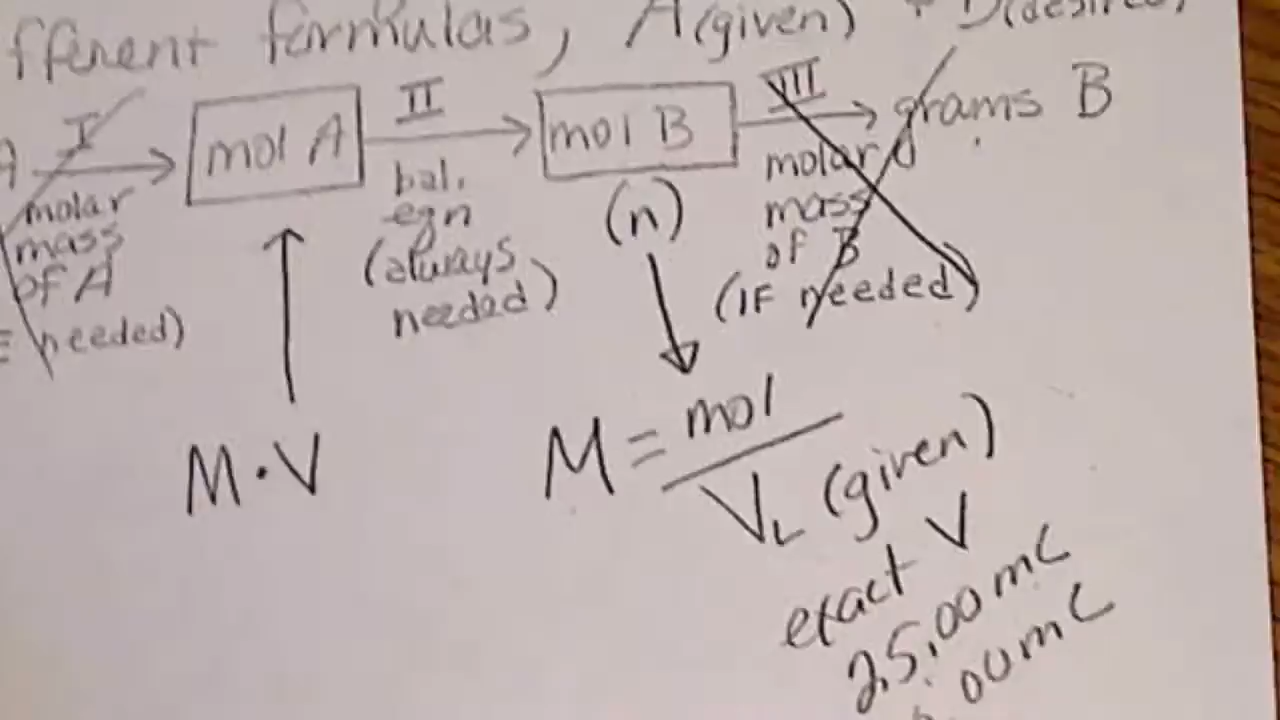 fferent formulas, A(given)
A I mol A II mol B VII grams B
molar mass of A
needed)
bal. eqn (always needed)
(n)
molar mass of B (IF needed)
M·V
M = mol / VL (given)
exact V
25.00 mL
.00 mL